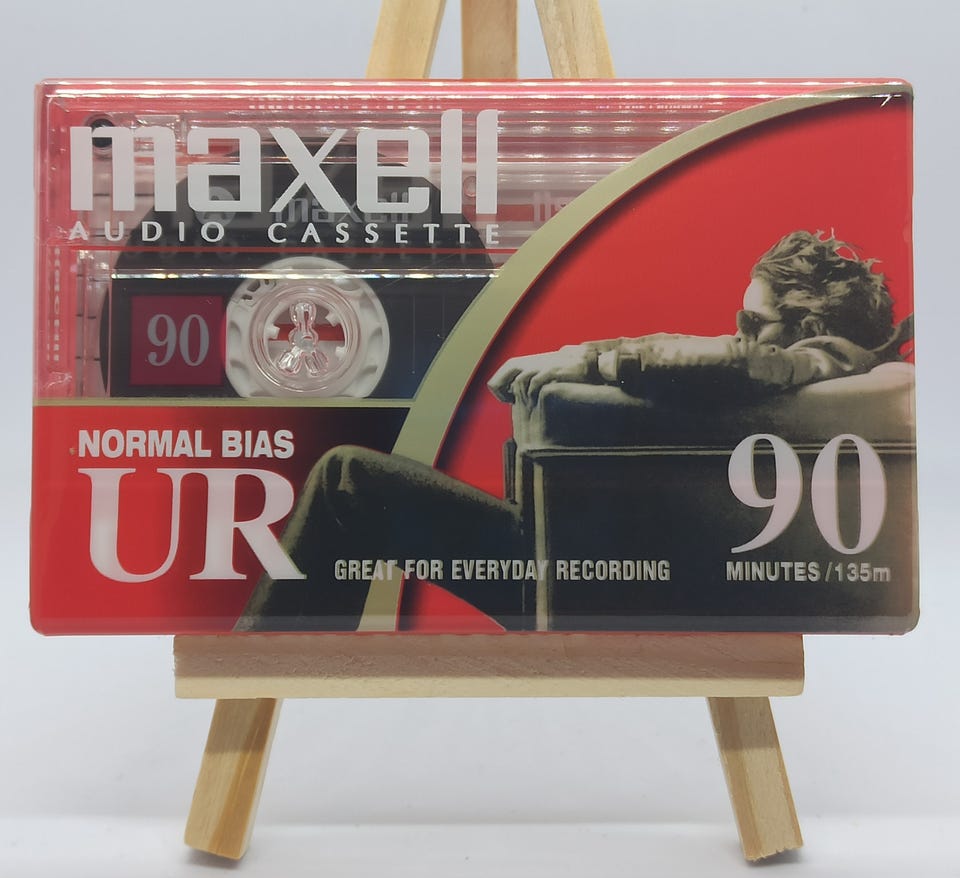 maxell
AUDIO CASSETTE
90
NORMAL BIAS
UR
GREAT FOR EVERYDAY RECORDING
90
MINUTES/135m